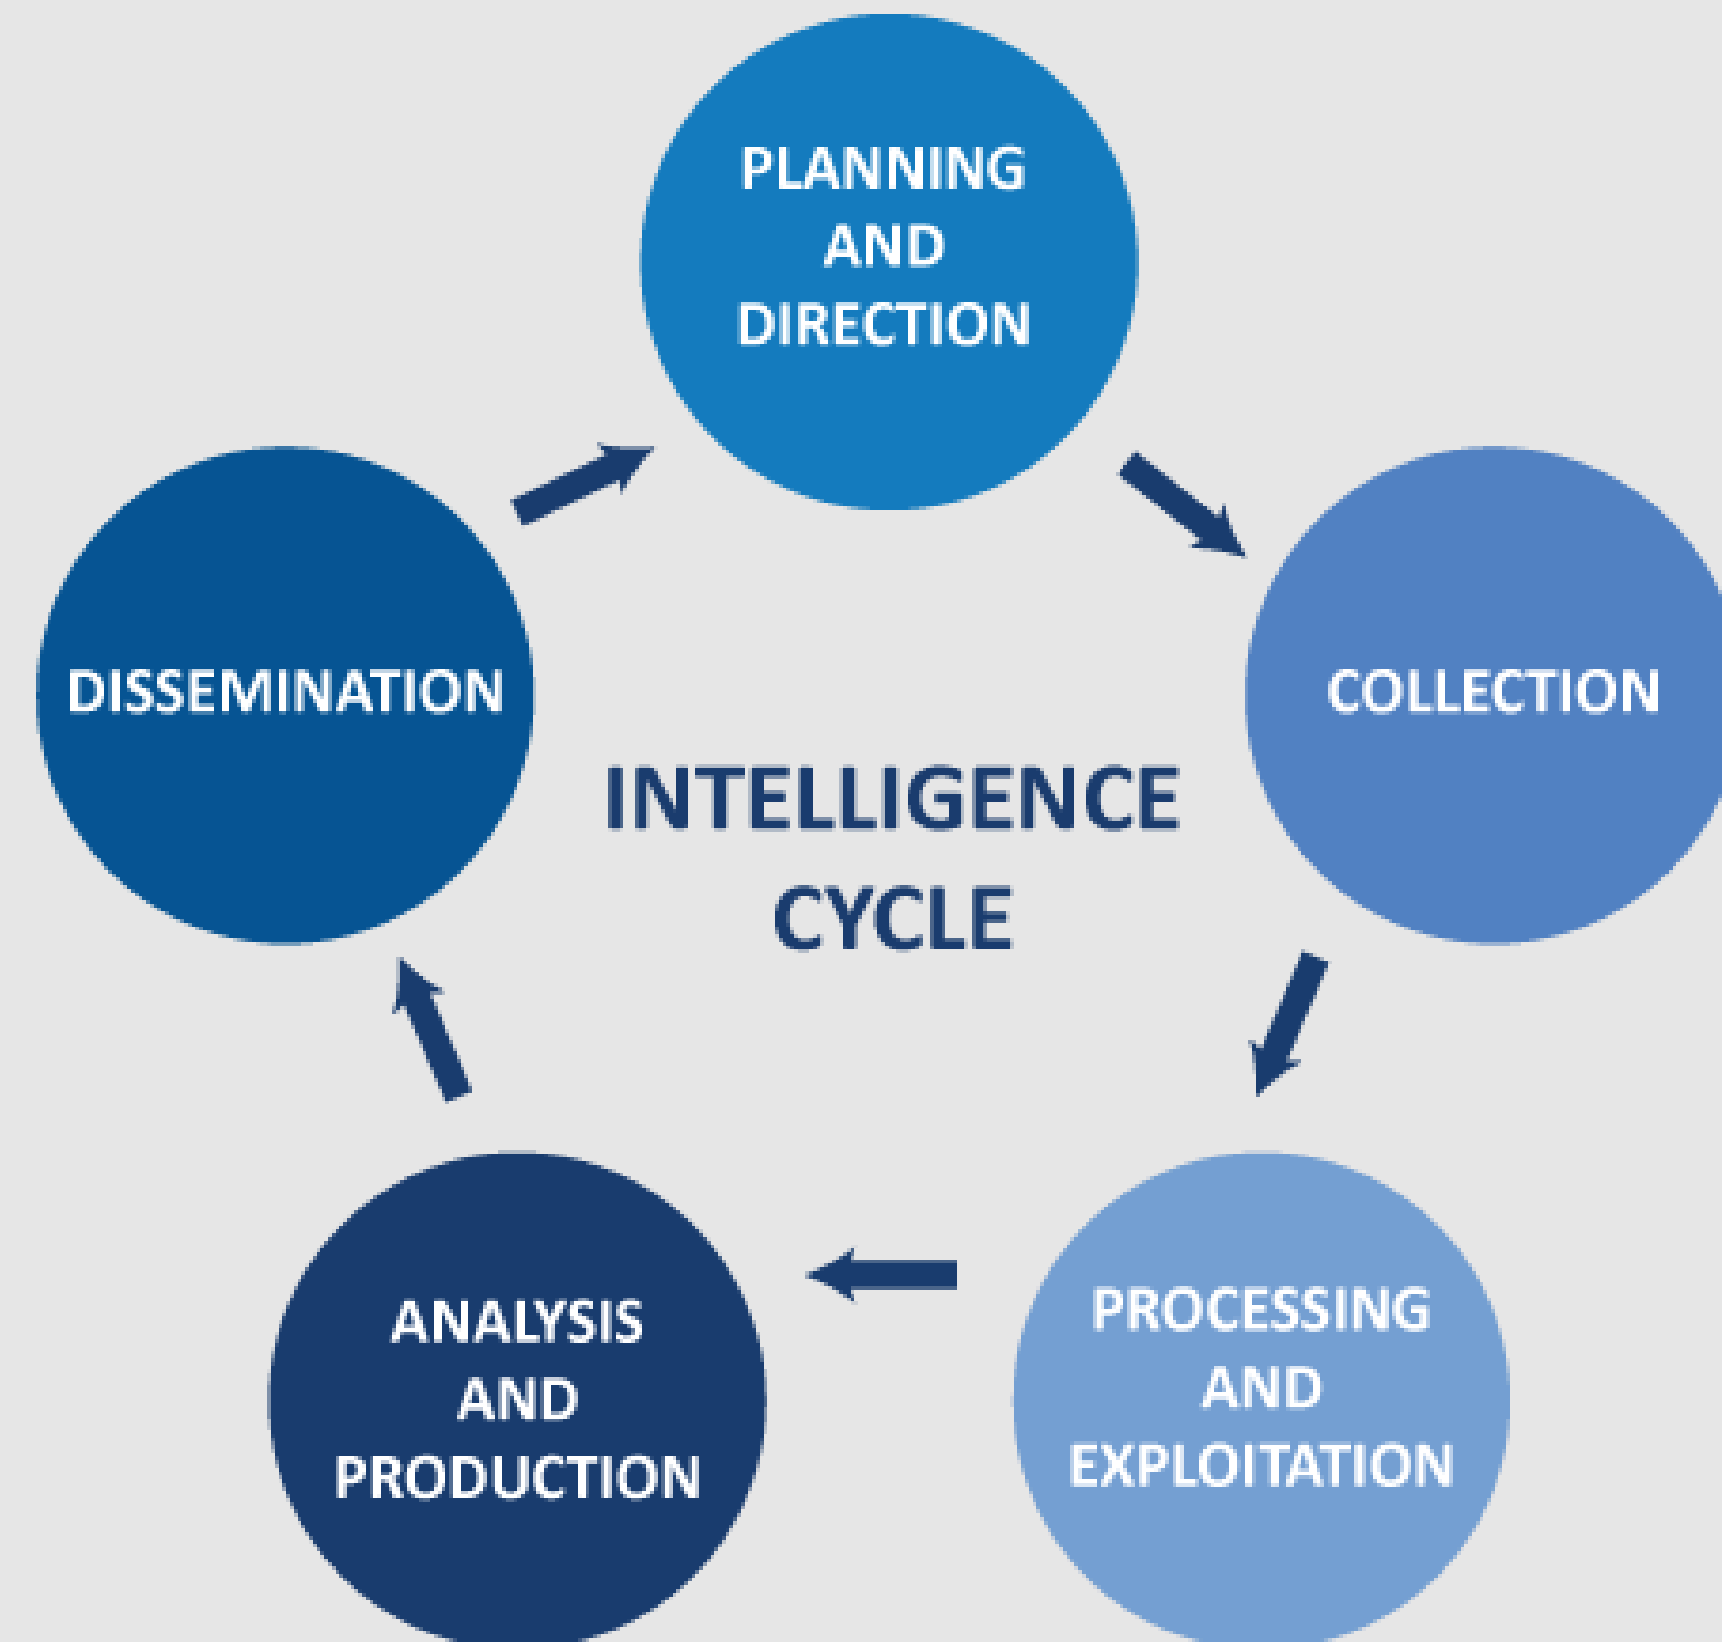 PLANNING
AND
DIRECTION
COLLECTION
PROCESSING
AND
EXPLOITATION
ANALYSIS
AND
PRODUCTION
DISSEMINATION
INTELLIGENCE
CYCLE